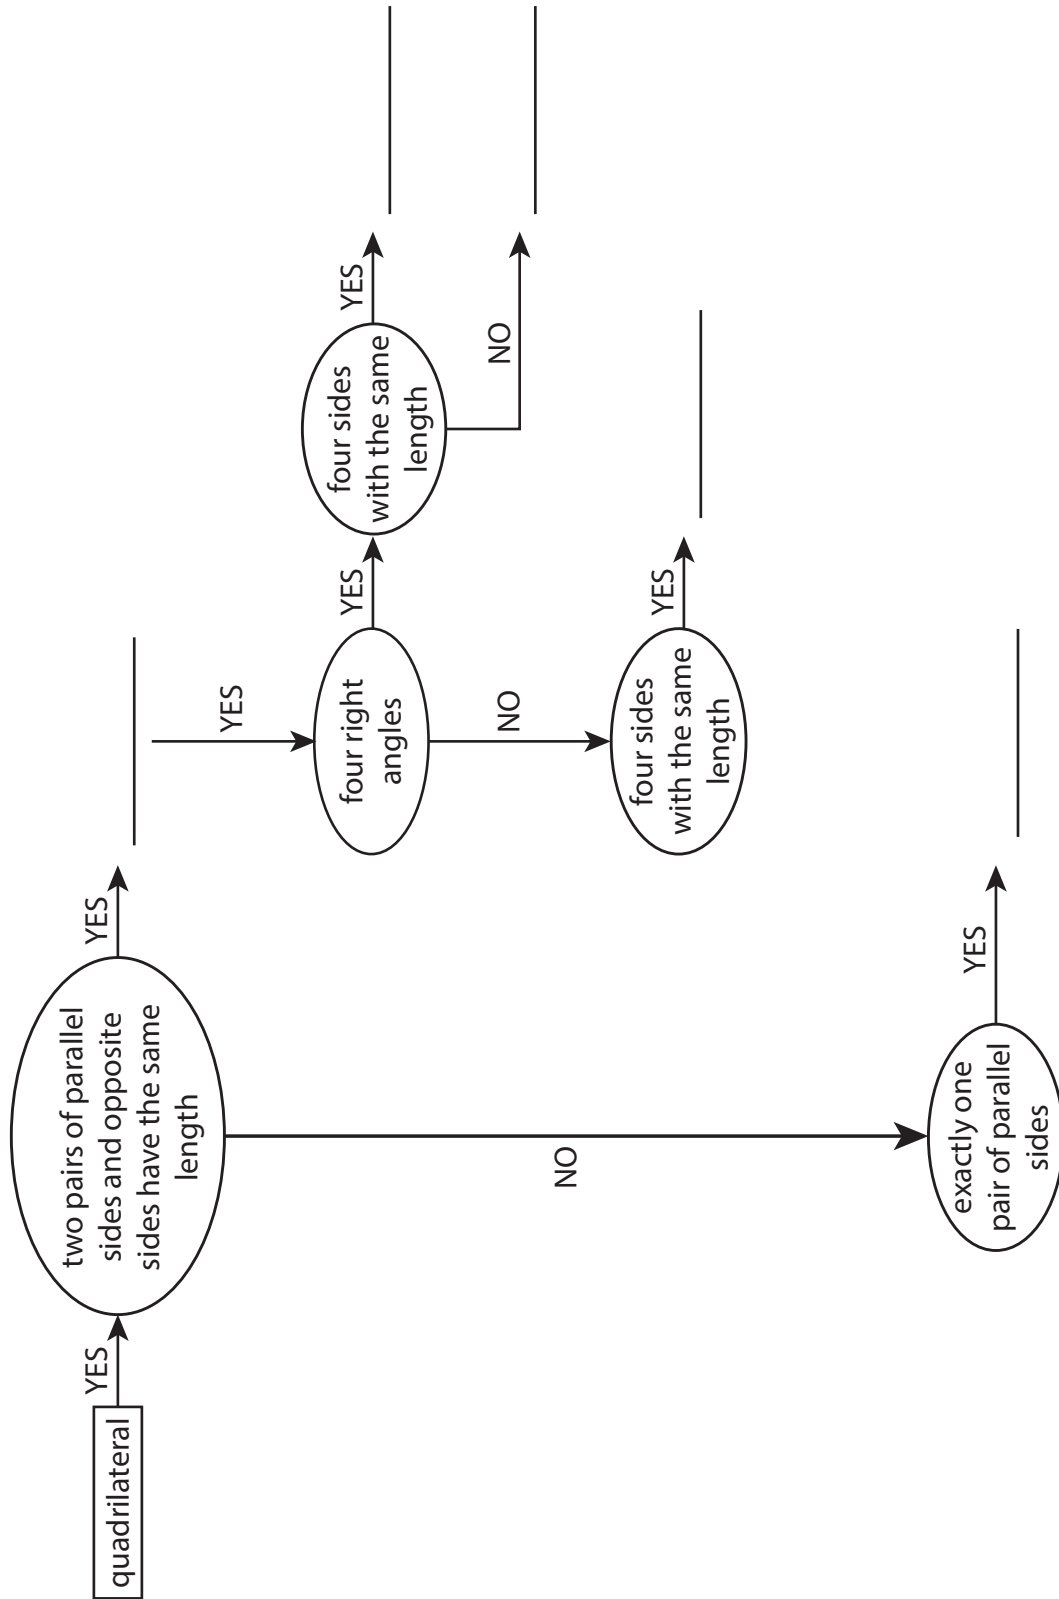 quadrilateral
YES
two pairs of parallel
sides and opposite
sides have the same
length
YES
YES
four right
angles
YES
four sides
with the same
length
YES
NO
NO
four sides
with the same
length
YES
NO
exactly one
pair of parallel
sides
YES